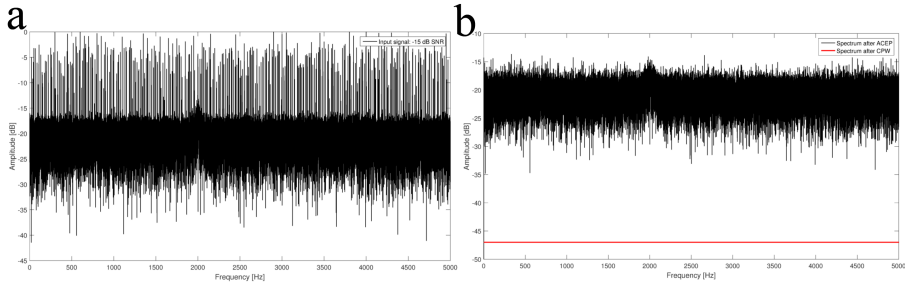 a
Input signal: -15 dB SNR
0
-5
-10
-15
-20
-25
-30
-35
-40
-45
Amplitude [dB]
0 500 1000 1500 2000 2500 3000 3500 4000 4500 5000
Frequency [Hz]
b
Spectrum after ACEP
Spectrum after CPW
-10
-15
-20
-25
-30
-35
-40
-45
-50
Amplitude [dB]
0 500 1000 1500 2000 2500 3000 3500 4000 4500 5000
Frequency [Hz]